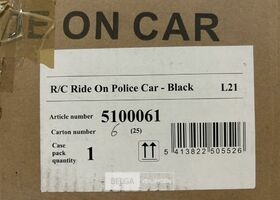 E ON CAR
R/C Ride On Police Car - Black L21
Article number 5100061
Carton number 6 (25)
Case pack quantity 1
5 413822 505526
BELGA